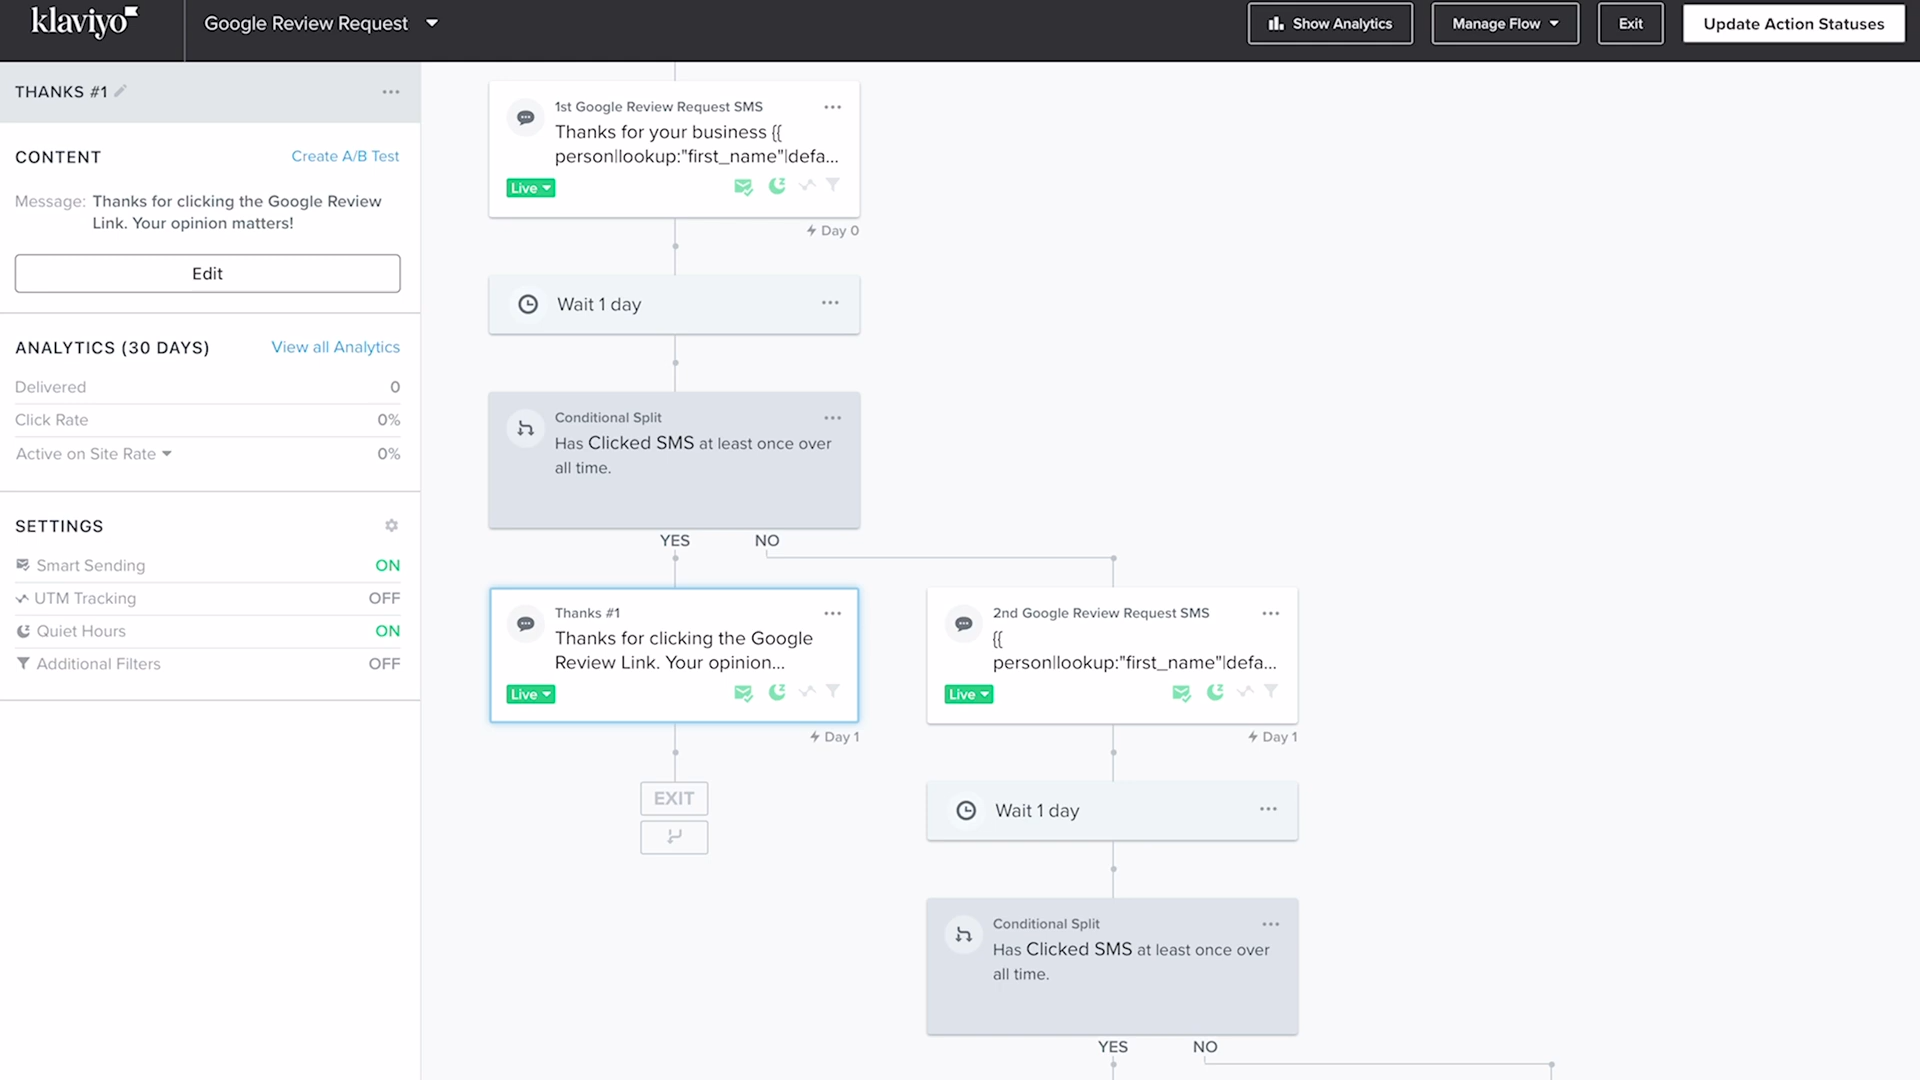 klaviyo
Google Review Request
Show Analytics
Manage Flow
Exit
Update Action Statuses
THANKS #1
CONTENT
Create A/B Test
Message: Thanks for clicking the Google Review
Link. Your opinion matters!
Edit
ANALYTICS (30 DAYS)
View all Analytics
Delivered 0
Click Rate 0%
Active on Site Rate 0%
SETTINGS
Smart Sending ON
UTM Tracking OFF
Quiet Hours ON
Additional Filters OFF
1st Google Review Request SMS
Thanks for your business {{
person|lookup:"first_name"|defa...
Live
Day 0
Wait 1 day
Conditional Split
Has Clicked SMS at least once over
all time.
YES
NO
Thanks #1
Thanks for clicking the Google
Review Link. Your opinion...
Live
Day 1
EXIT
2nd Google Review Request SMS
{{
person|lookup:"first_name"|defa...
Live
Day 1
Wait 1 day
Conditional Split
Has Clicked SMS at least once over
all time.
YES
NO